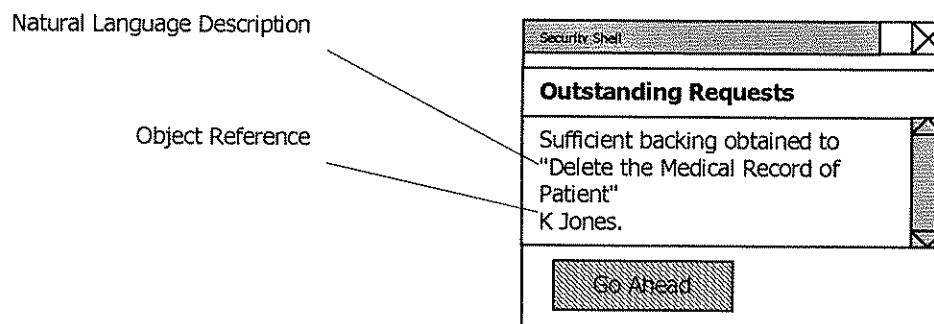 Natural Language Description
Security Shell
Outstanding Requests
Object Reference
Sufficient backing obtained to
"Delete the Medical Record of
Patient"
K Jones.
Go Ahead